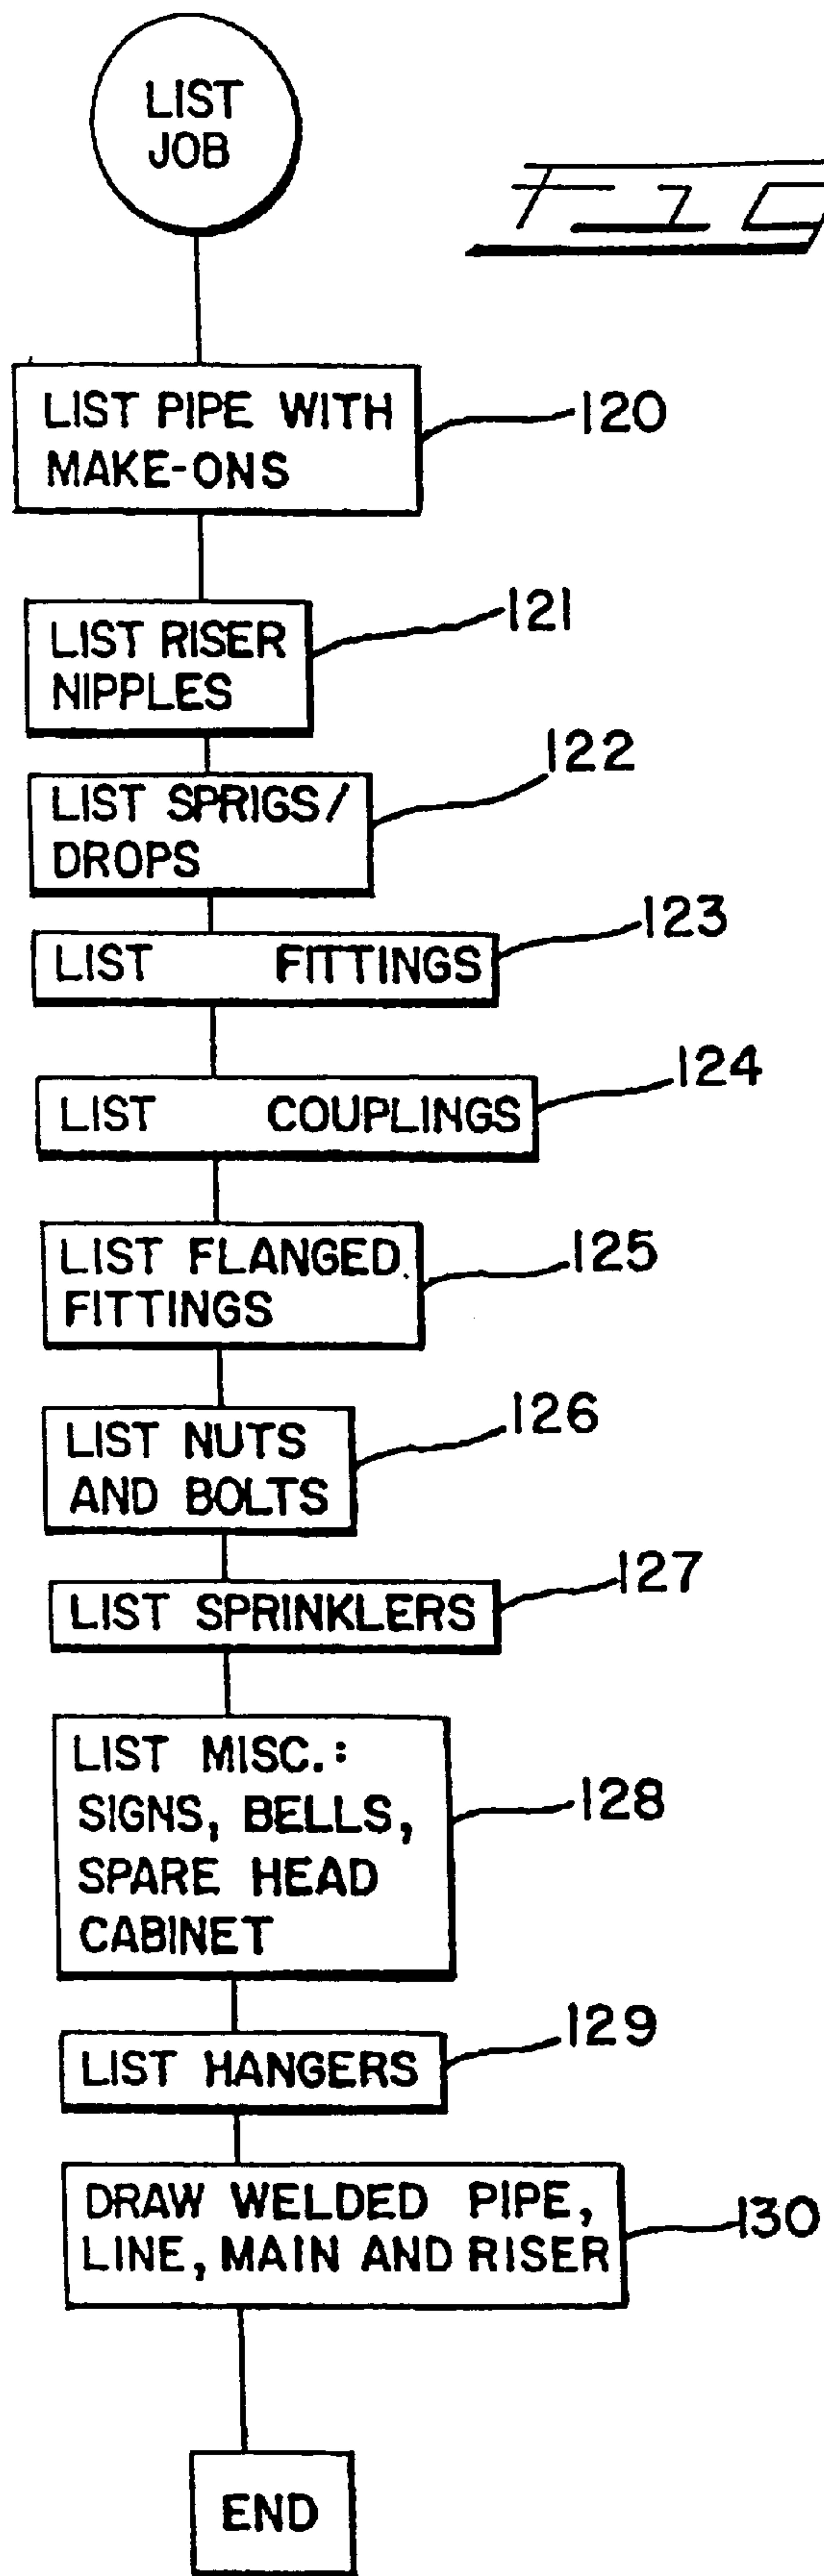 LIST
JOB
LIST PIPE WITH
MAKE-ONS
120
LIST RISER
NIPPLES
121
LIST SPRIGS/
DROPS
122
LIST FITTINGS
123
LIST COUPLINGS
124
LIST FLANGED
FITTINGS
125
LIST NUTS
AND BOLTS
126
LIST SPRINKLERS
127
LIST MISC.:
SIGNS, BELLS,
SPARE HEAD
CABINET
128
LIST HANGERS
129
DRAW WELDED PIPE,
LINE, MAIN AND RISER
130
END